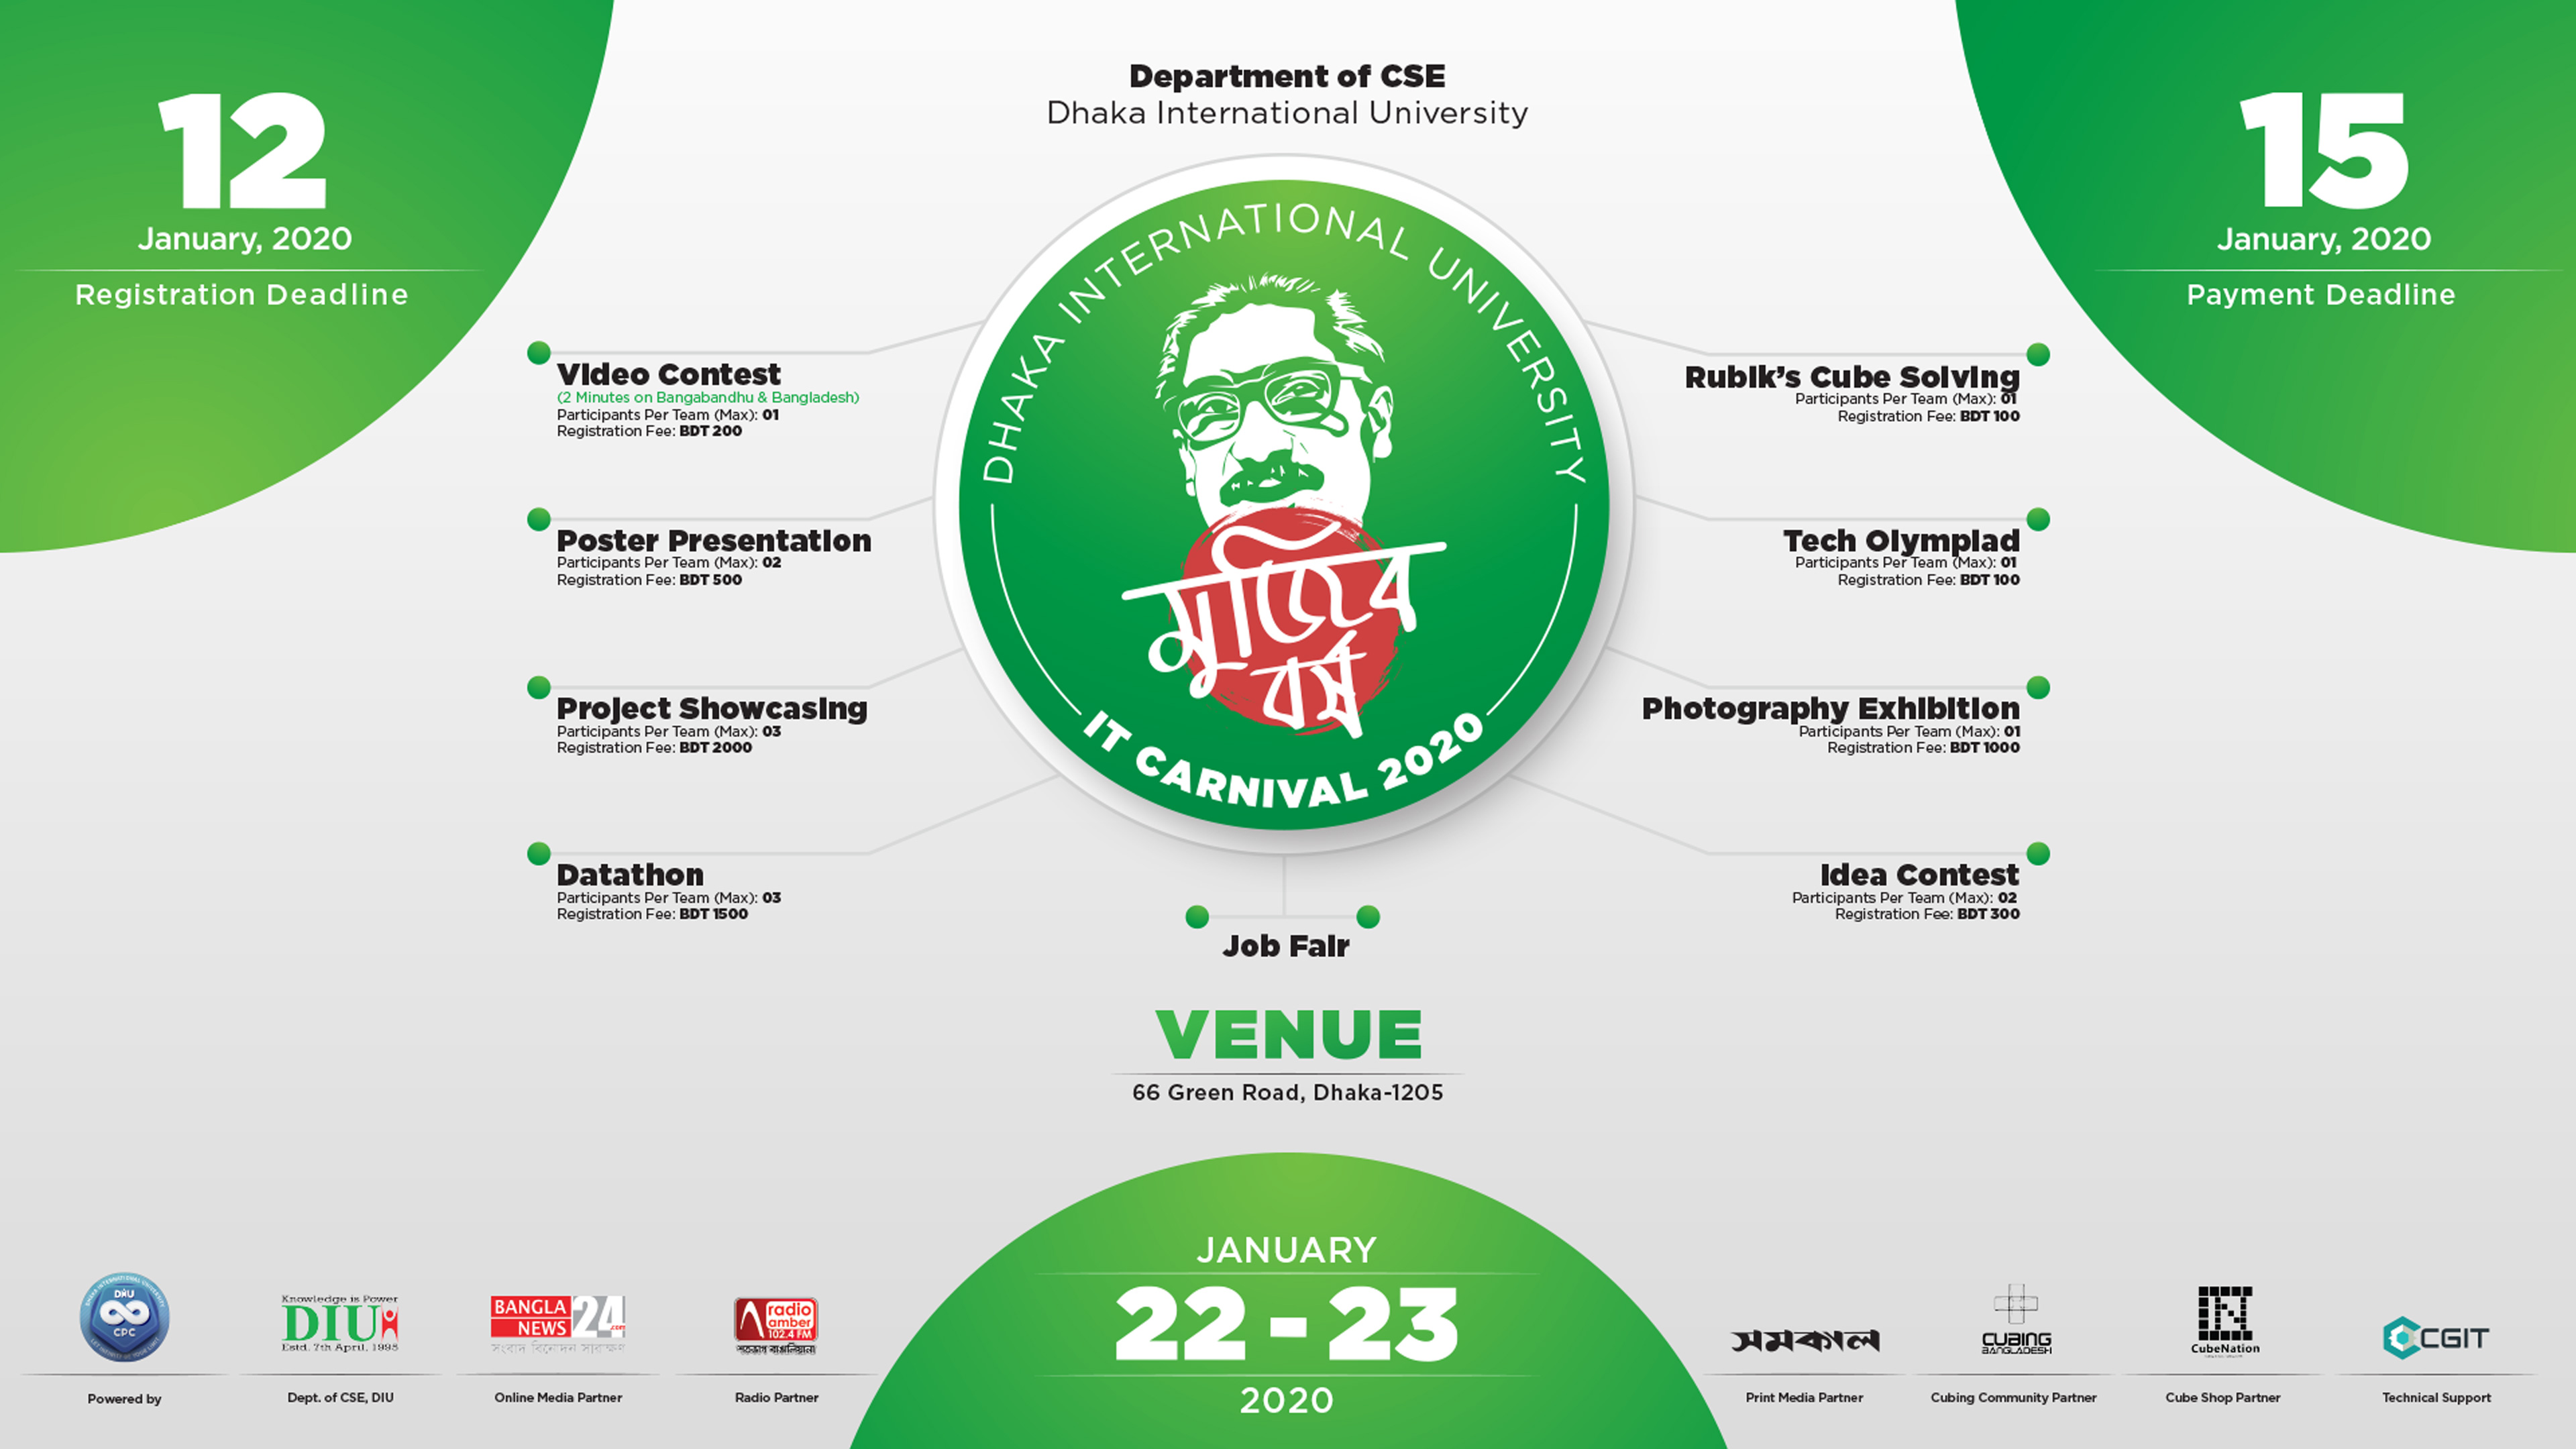 Department of CSE
Dhaka International University
12
January, 2020
Registration Deadline
15
January, 2020
Payment Deadline
DHAKA INTERNATIONAL UNIVERSITY
মুজিব
বর্ষ
IT CARNIVAL 2020
Video Contest
(2 Minutes on Bangabandhu & Bangladesh)
Participants Per Team (Max): 01
Registration Fee: BDT 200
Poster Presentation
Participants Per Team (Max): 02
Registration Fee: BDT 500
Project Showcasing
Participants Per Team (Max): 03
Registration Fee: BDT 2000
Datathon
Participants Per Team (Max): 03
Registration Fee: BDT 1500
Rubik's Cube Solving
Participants Per Team (Max): 01
Registration Fee: BDT 100
Tech Olympiad
Participants Per Team (Max): 01
Registration Fee: BDT 100
Photography Exhibition
Participants Per Team (Max): 01
Registration Fee: BDT 1000
Idea Contest
Participants Per Team (Max): 02
Registration Fee: BDT 300
Job Fair
VENUE
66 Green Road, Dhaka-1205
JANUARY
22 - 23
2020
DIU
CPC
Powered by
Knowledge is Power
DIU
Estd. 7th April, 1995
Dept. of CSE, DIU
BANGLA
NEWS 24 .com
সংবাদ বিনোদন সারাক্ষণ
Online Media Partner
radio
amber
102.4 FM
Radio Partner
সমকাল
Print Media Partner
CUBING
BANGLADESH
Cubing Community Partner
CubeNation
Cube Shop Partner
CGIT
Technical Support